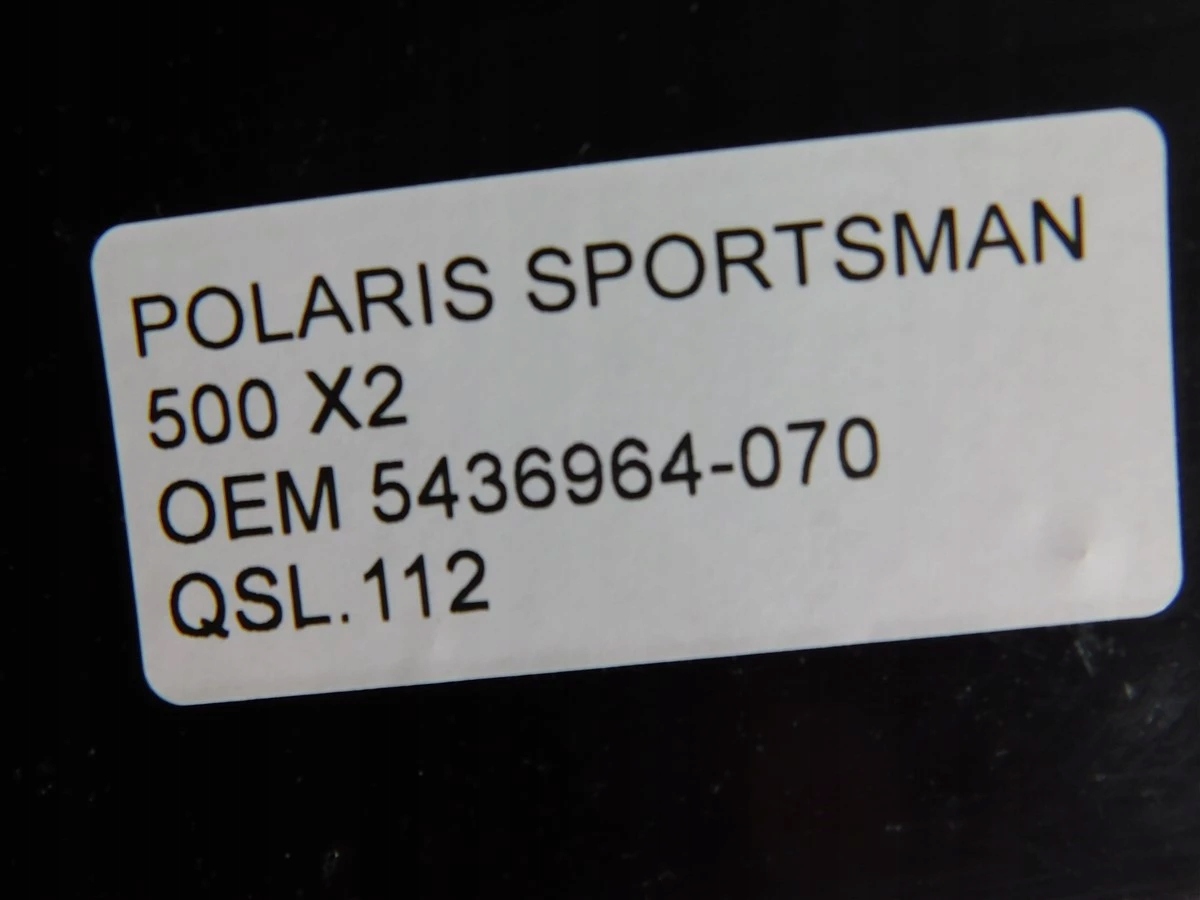 POLARIS SPORTSMAN
500 X2
OEM 5436964-070
QSL.112